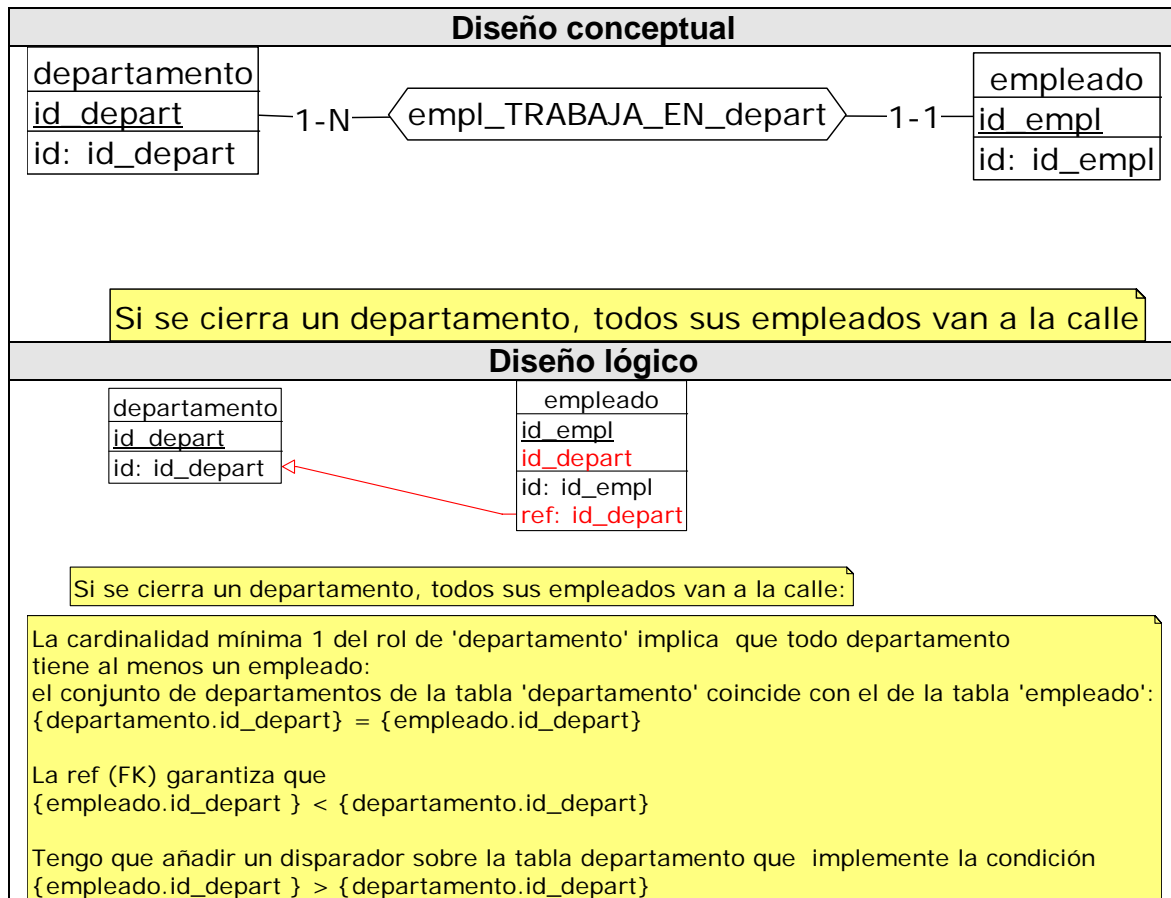 Diseño conceptual
departamento
id_depart
id: id_depart
1-N
empl_TRABAJA_EN_depart
1-1
empleado
id_empl
id: id_empl
Si se cierra un departamento, todos sus empleados van a la calle
Diseño lógico
departamento
id_depart
id: id_depart
empleado
id_empl
id_depart
id: id_empl
ref: id_depart
Si se cierra un departamento, todos sus empleados van a la calle:
La cardinalidad mínima 1 del rol de 'departamento' implica que todo departamento
tiene al menos un empleado:
el conjunto de departamentos de la tabla 'departamento' coincide con el de la tabla 'empleado':
{departamento.id_depart} = {empleado.id_depart}
La ref (FK) garantiza que
{empleado.id_depart } < {departamento.id_depart}
Tengo que añadir un disparador sobre la tabla departamento que implemente la condición
{empleado.id_depart } > {departamento.id_depart}